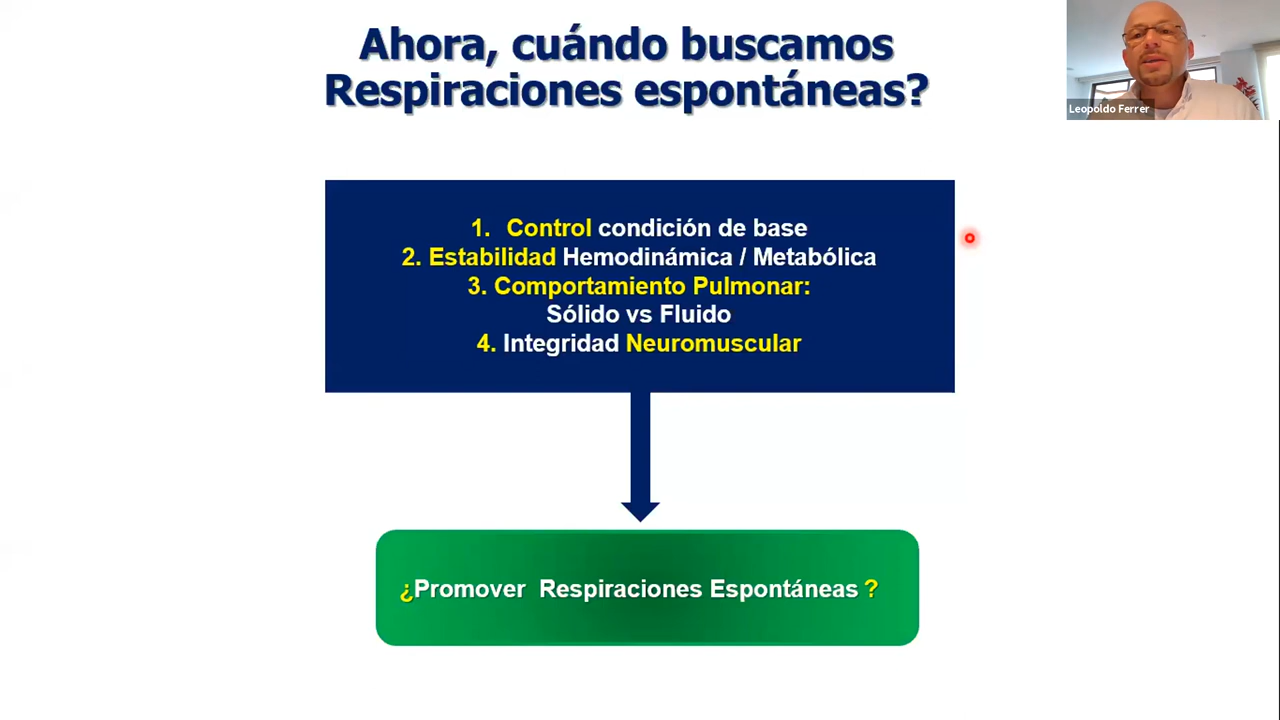 Ahora, cuándo buscamos
Respiraciones espontáneas?
Leopoldo Ferrer
1. Control condición de base
2. Estabilidad Hemodinámica / Metabólica
3. Comportamiento Pulmonar:
Sólido vs Fluido
4. Integridad Neuromuscular
¿Promover Respiraciones Espontáneas ?